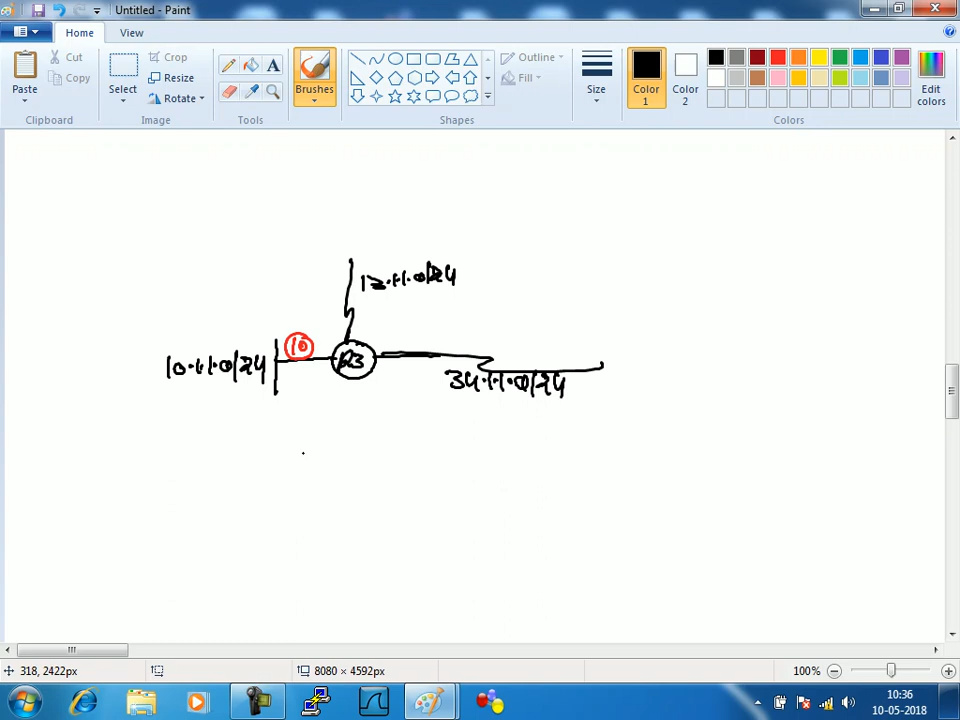 Untitled - Paint
Home
View
Paste
Cut
Copy
Clipboard
Select
Crop
Resize
Rotate
Image
A
Tools
Brushes
Outline
Fill
Shapes
Size
Color 1
Color 2
Edit colors
Colors
12.1.1.0/24
10
10.1.1.0/24
R3
34.1.1.0/24
318, 2422px
8080 × 4592px
100%
10:36
10-05-2018